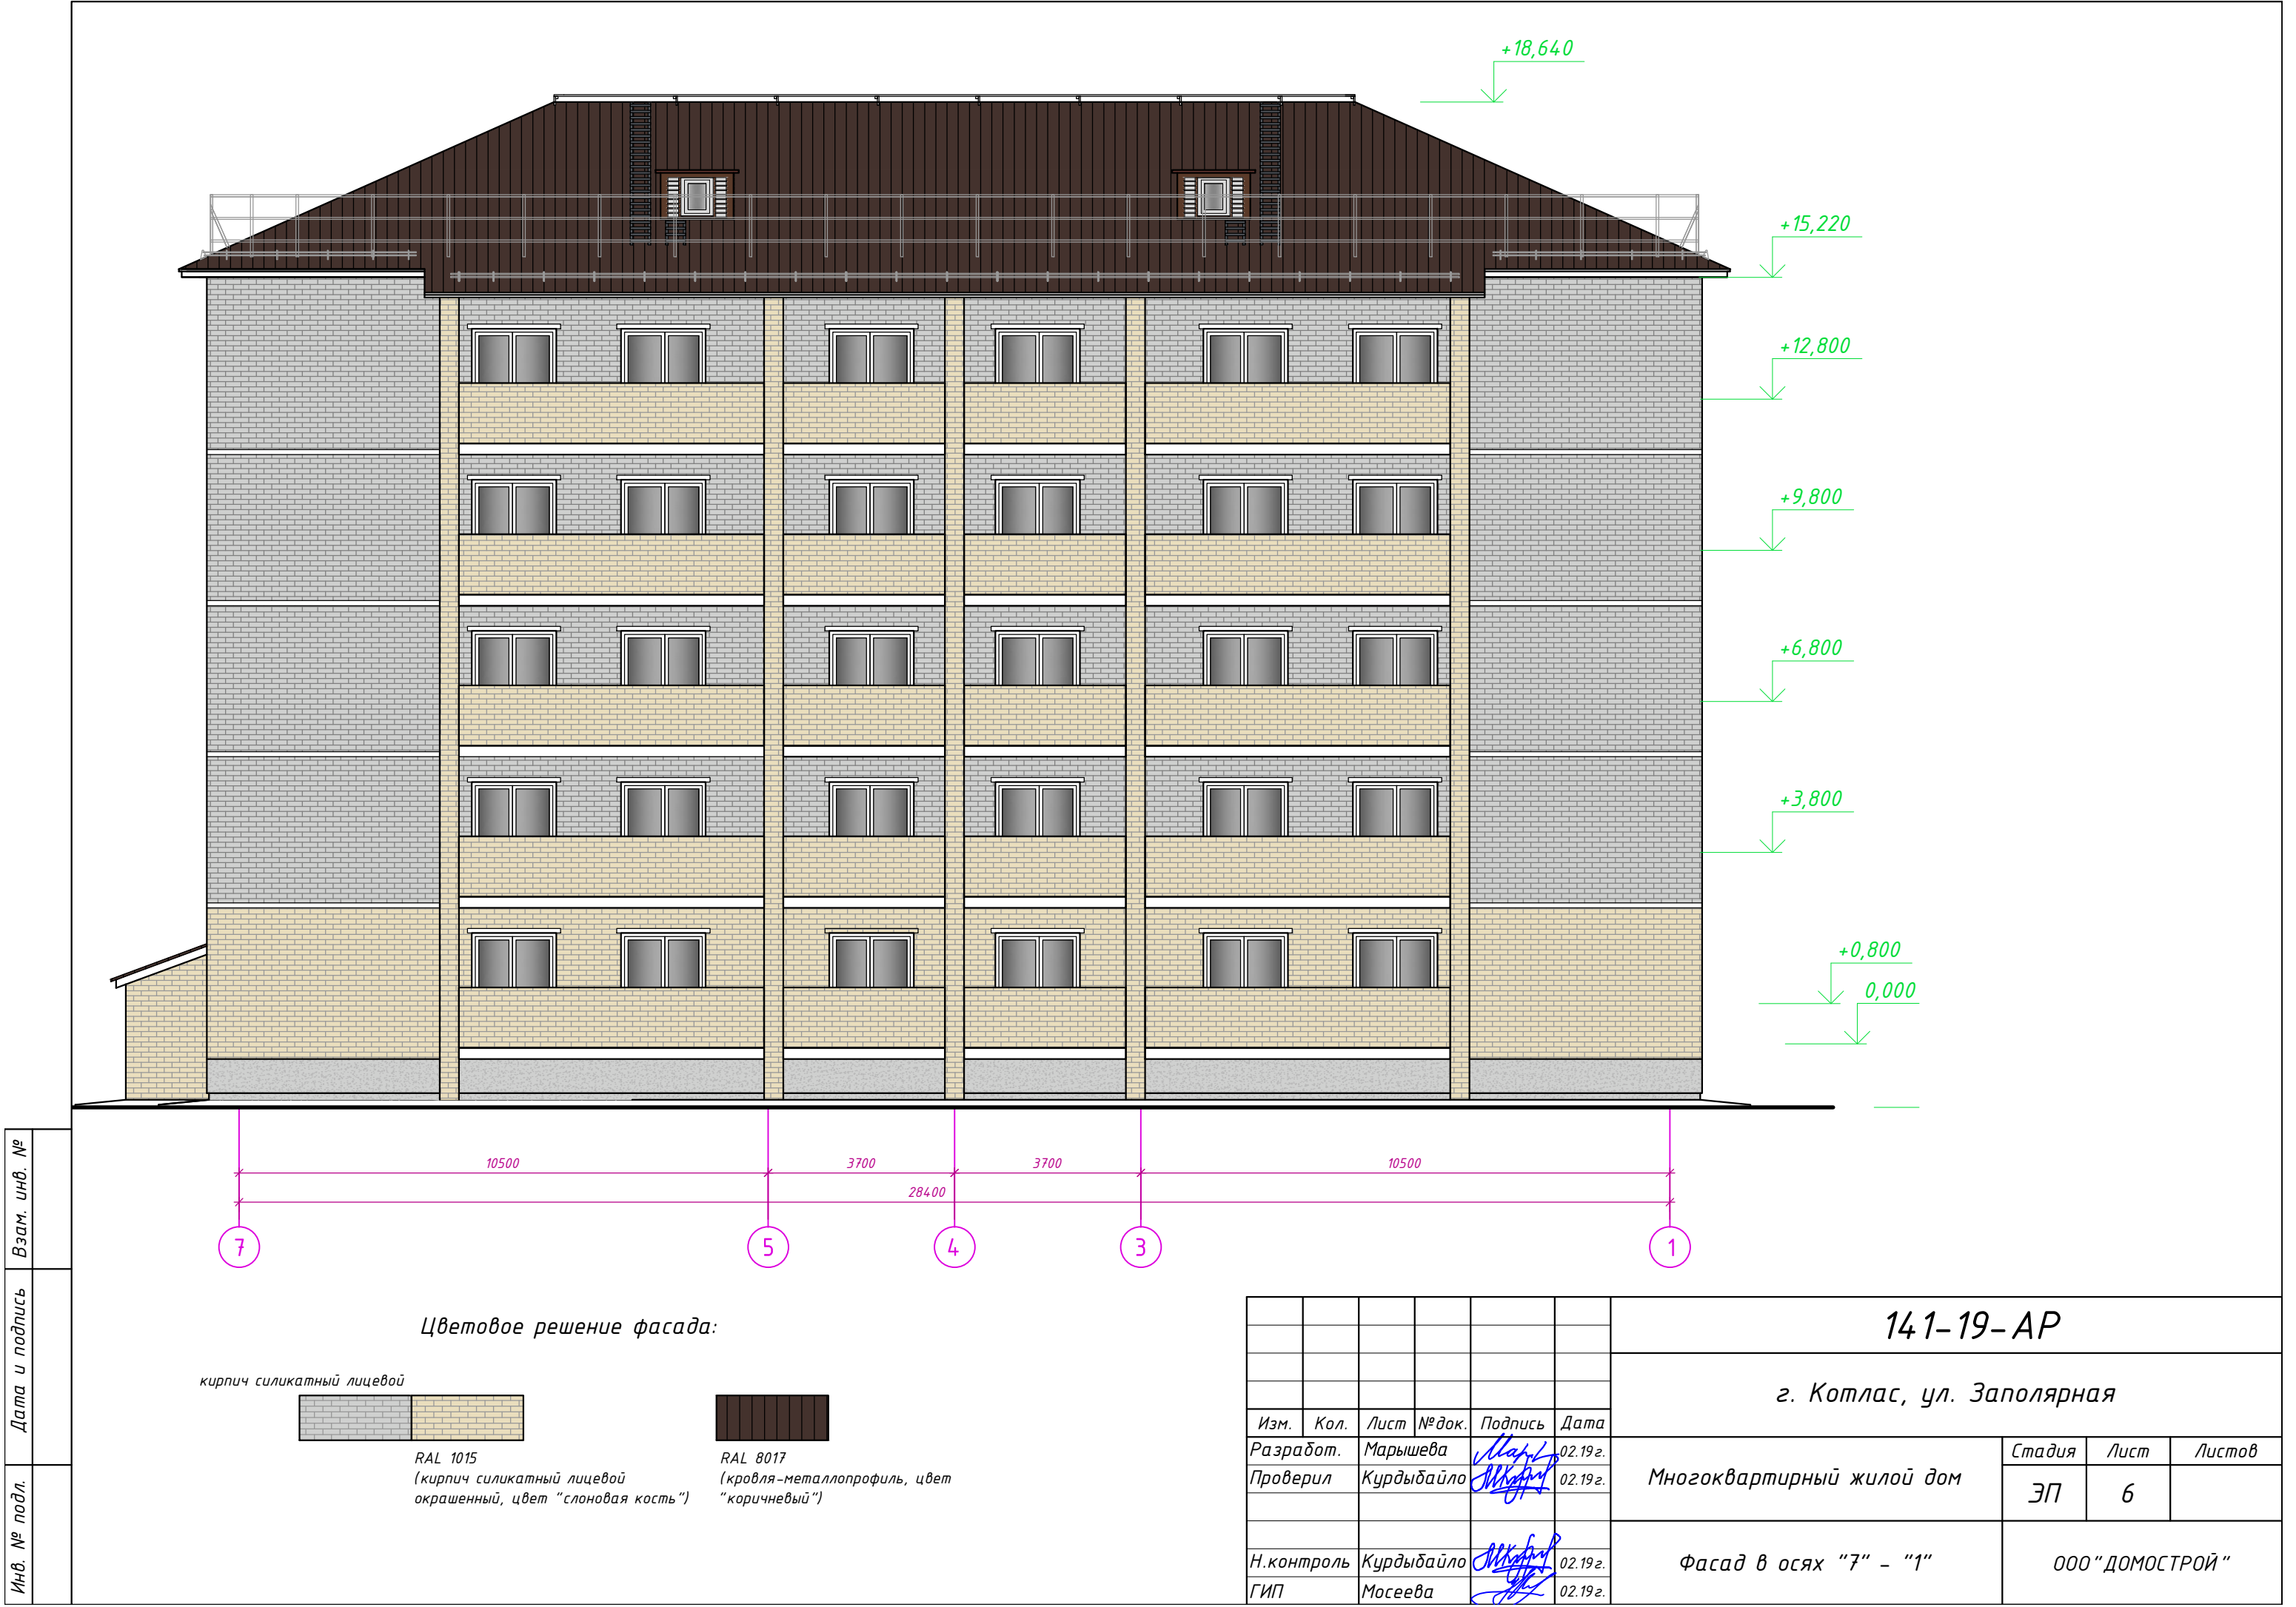 +18,640
+15,220
+12,800
+9,800
+6,800
+3,800
+0,800
0,000
10500
3700
3700
10500
28400
7
5
4
3
1
Взам. инв. №
Дата и подпись
Инв. № подл.
Цветовое решение фасада:
кирпич силикатный лицевой
RAL 1015
(кирпич силикатный лицевой
окрашенный, цвет "слоновая кость")
RAL 8017
(кровля-металлопрофиль, цвет
"коричневый")
141-19-АР
г. Котлас, ул. Заполярная
Изм. Кол. Лист №док. Подпись Дата
Разработ. Марышева 02.19г.
Проверил Курдыбайло 02.19г.
Н.контроль Курдыбайло 02.19г.
ГИП Мосеева 02.19г.
Многоквартирный жилой дом
Стадия Лист Листов
ЭП 6
Фасад в осях "7" - "1"
ООО"ДОМОСТРОЙ"